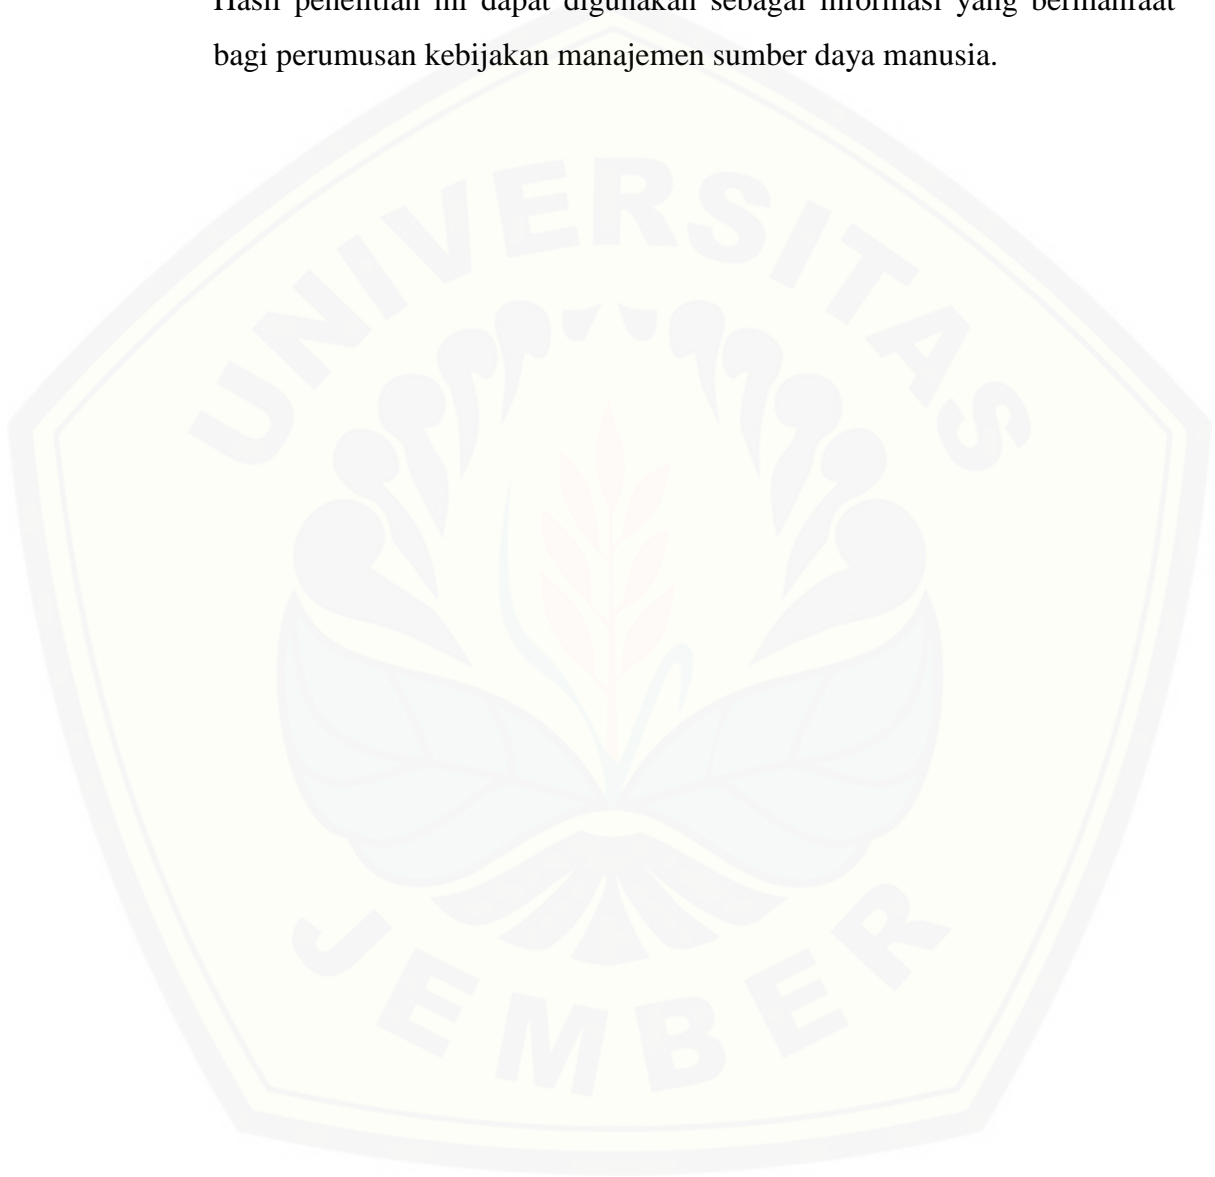 Hasil penelitian ini dapat digunakan sebagai informasi yang bermanfaat
bagi perumusan kebijakan manajemen sumber daya manusia.
UNIVERSITAS
JEMBER